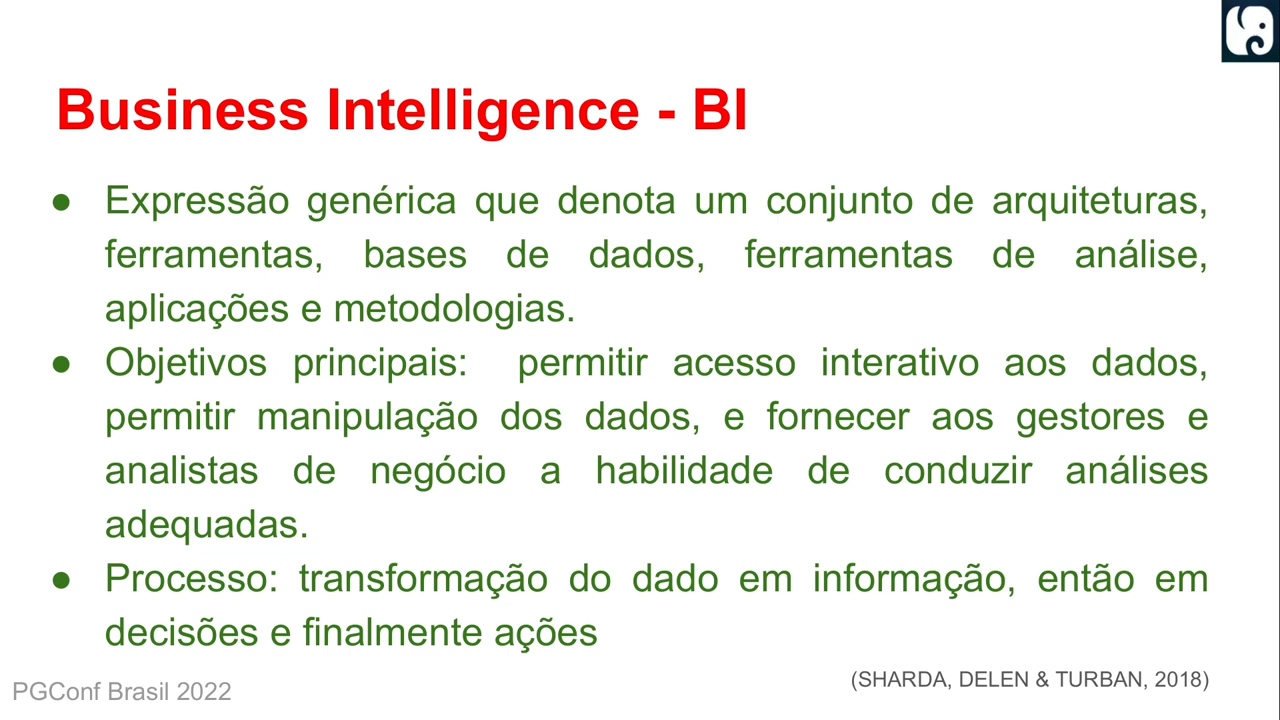 Business Intelligence - BI
● Expressão genérica que denota um conjunto de arquiteturas,
ferramentas, bases de dados, ferramentas de análise,
aplicações e metodologias.
● Objetivos principais: permitir acesso interativo aos dados,
permitir manipulação dos dados, e fornecer aos gestores e
analistas de negócio a habilidade de conduzir análises
adequadas.
● Processo: transformação do dado em informação, então em
decisões e finalmente ações
(SHARDA, DELEN & TURBAN, 2018)
PGConf Brasil 2022